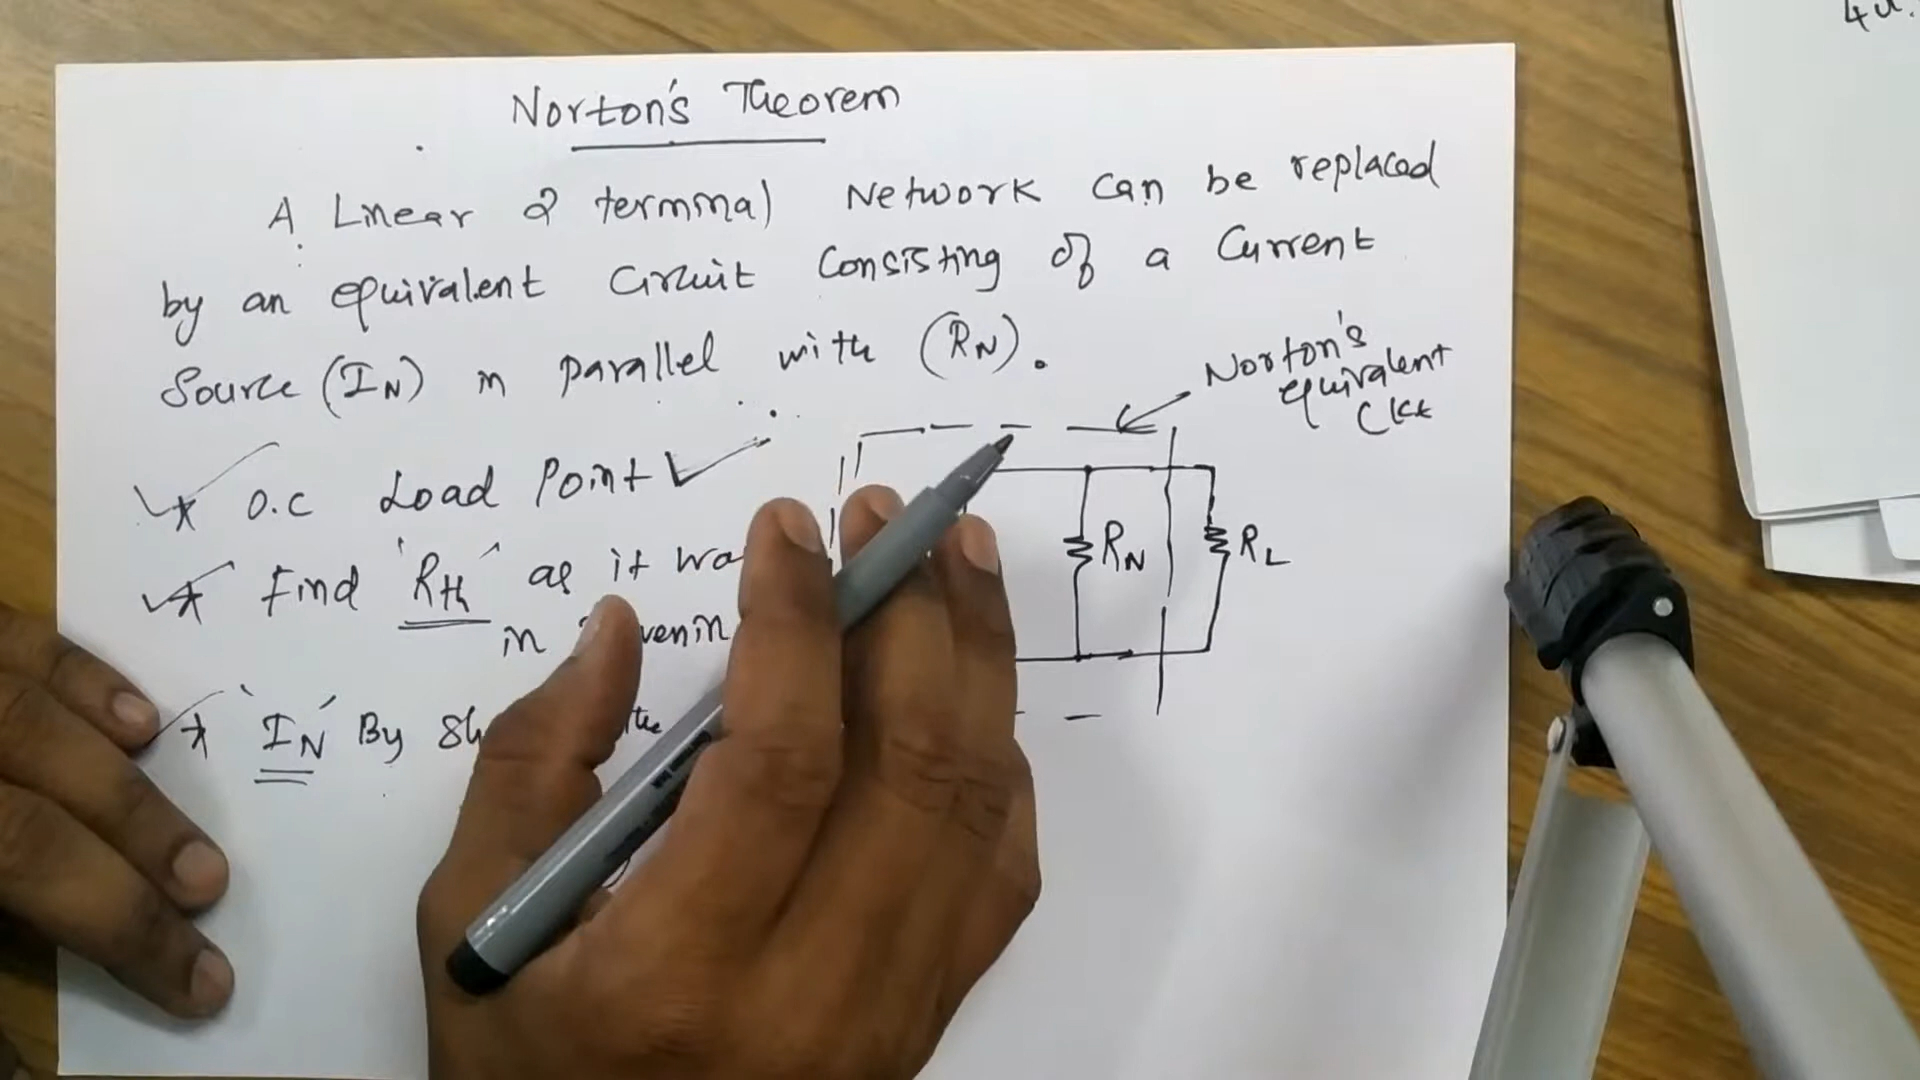 Norton's Theorem
A Linear 2 terminal Network can be replaced
by an equivalent Circuit Consisting of a Current
Source (IN) in parallel with (RN).
Norton's
equivalent
Ckt
* O.C Load Point
* Find 'RTh' as it
in
* 'IN' By the
RN
RL